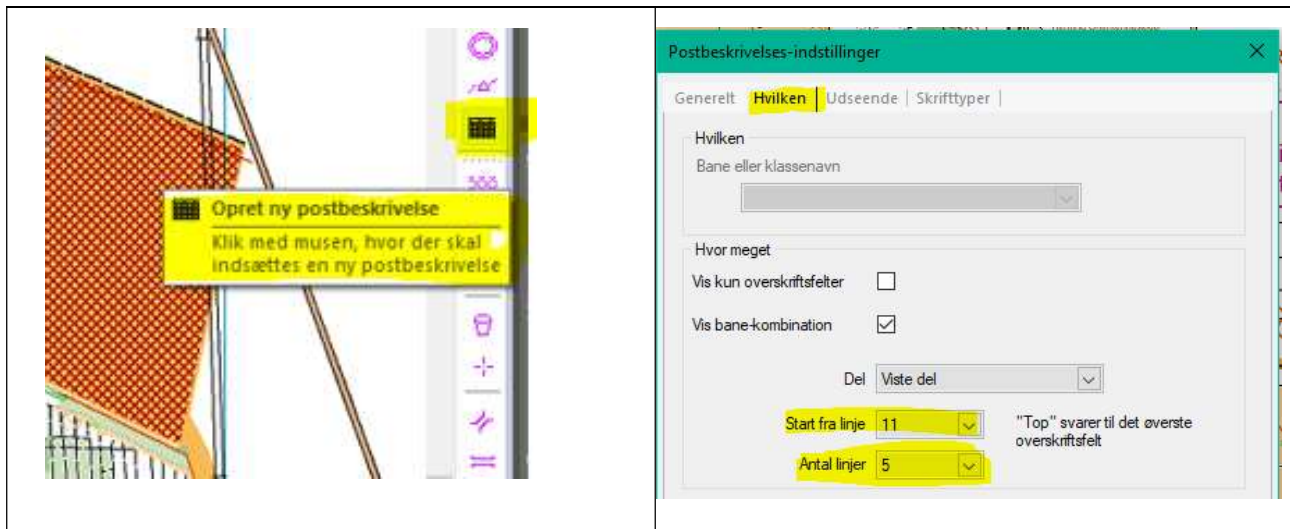 Opret ny postbeskrivelse
Klik med musen, hvor der skal
indsættes en ny postbeskrivelse
Postbeskrivelses-indstillinger
Generelt Hvilken Udseende Skrifttyper
Hvilken
Bane eller klassenavn
Hvor meget
Vis kun overskriftsfelter
Vis bane-kombination
Del Viste del
Start fra linje 11 "Top" svarer til det øverste
overskriftsfelt
Antal linjer 5